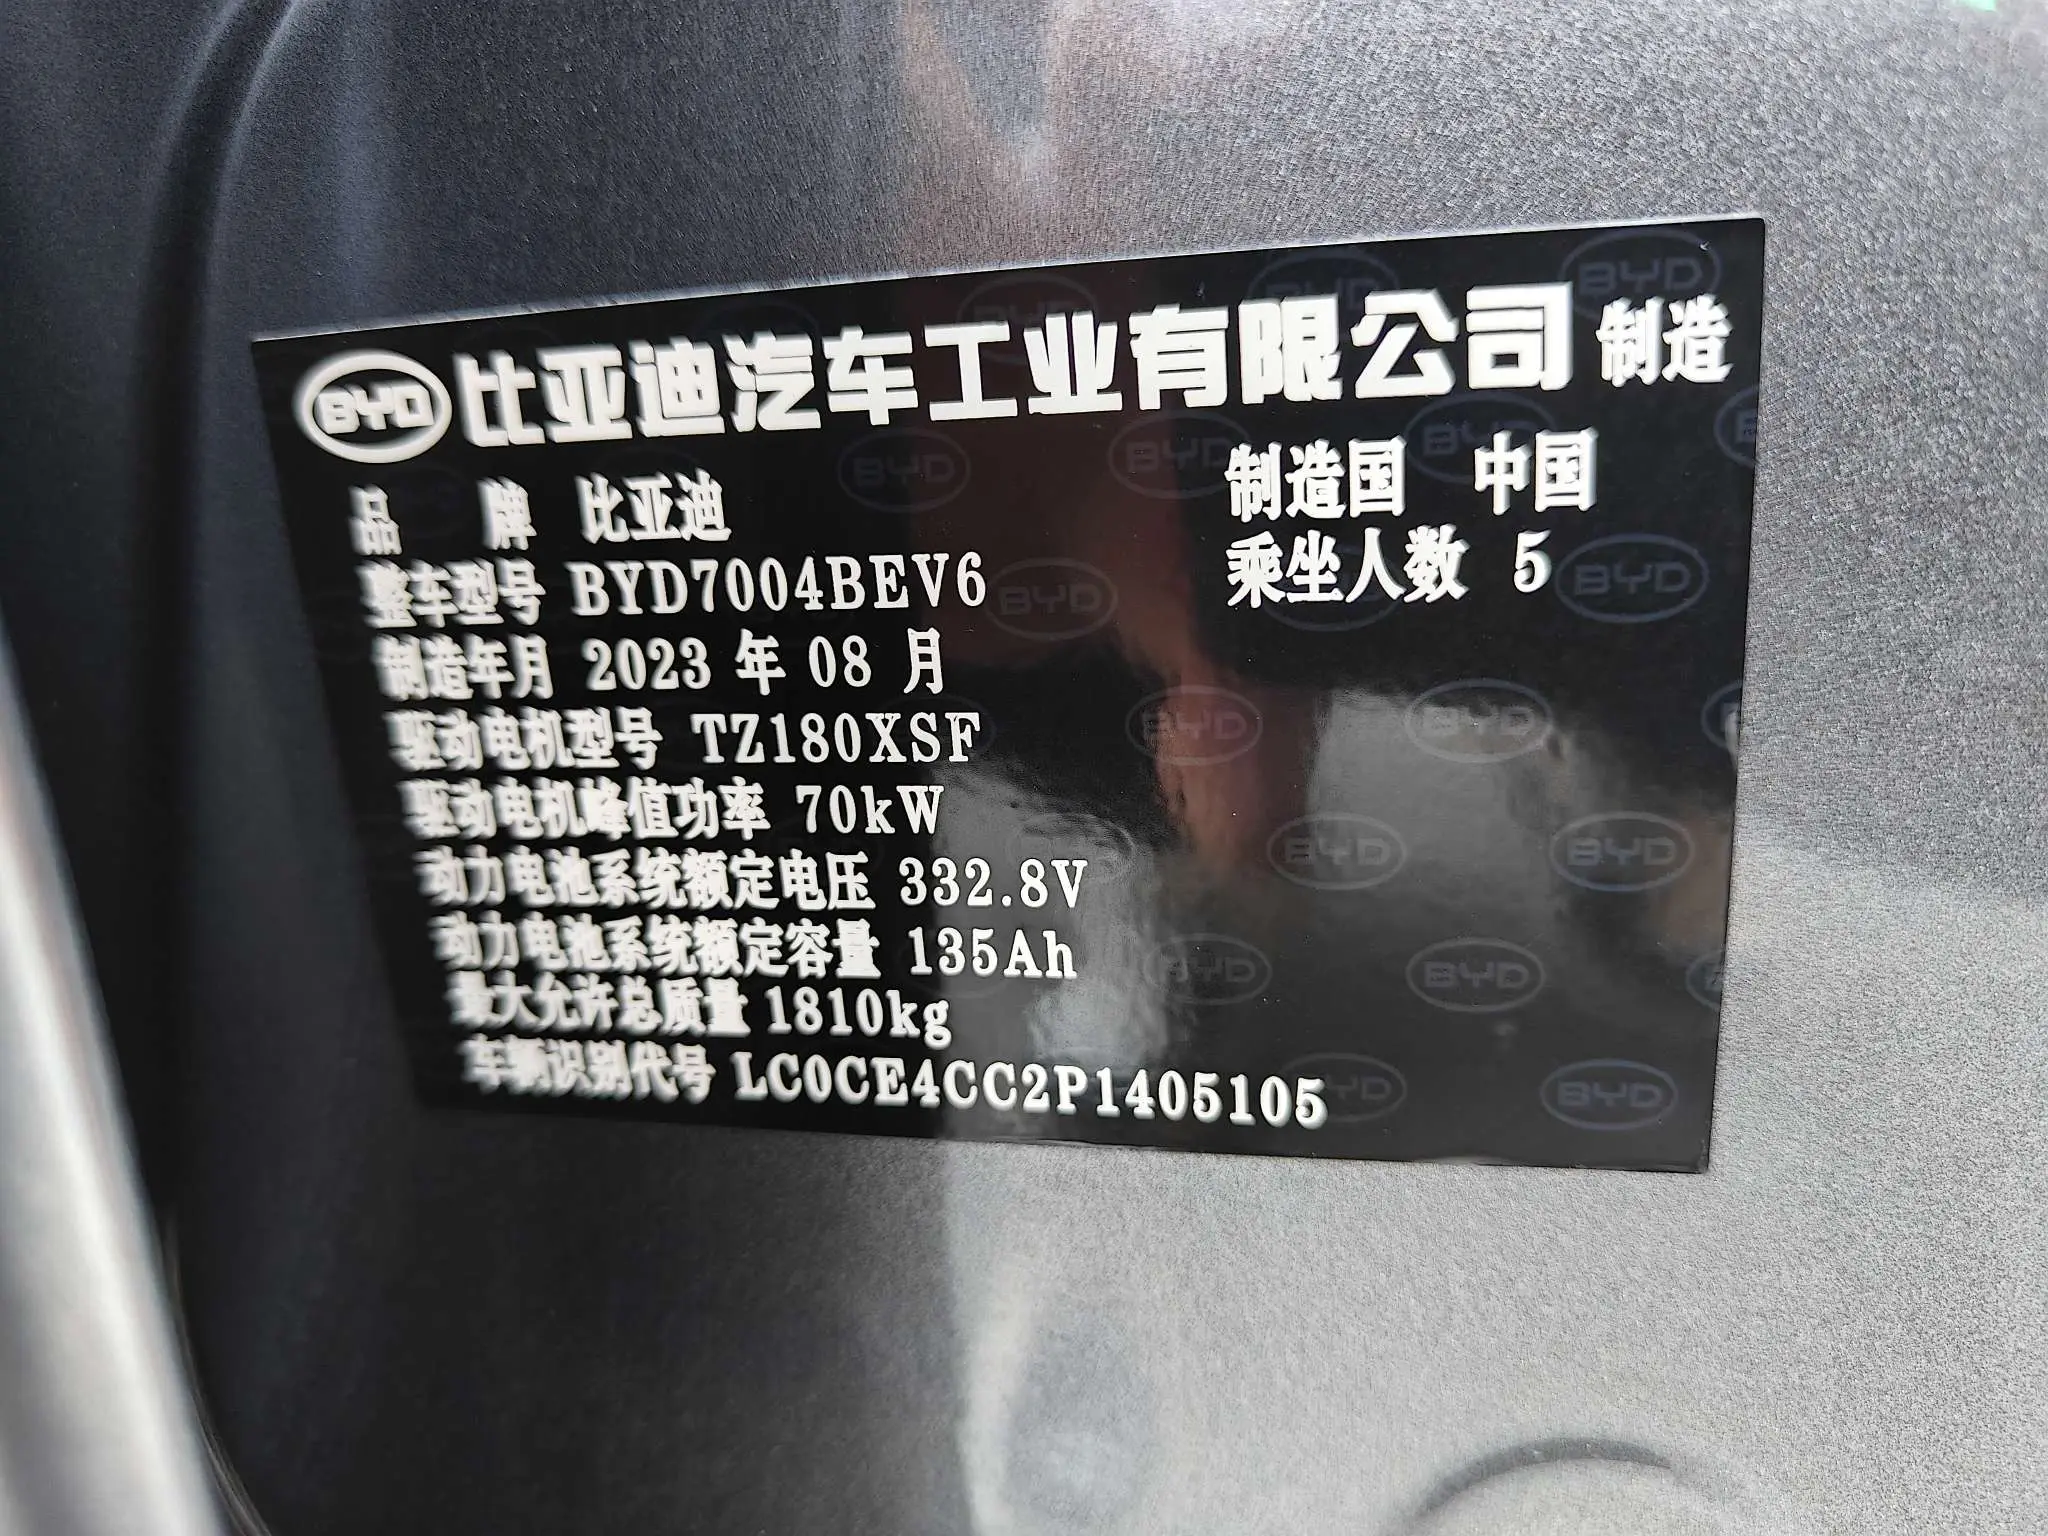 BYD 比亚迪汽车工业有限公司 制造
品 牌 比亚迪 制造国 中国
整车型号 BYD7004BEV6 乘坐人数 5
制造年月 2023 年 08 月
驱动电机型号 TZ180XSF
驱动电机峰值功率 70kW
动力电池系统额定电压 332.8V
动力电池系统额定容量 135Ah
最大允许总质量 1810kg
车辆识别代号 LC0CE4CC2P1405105